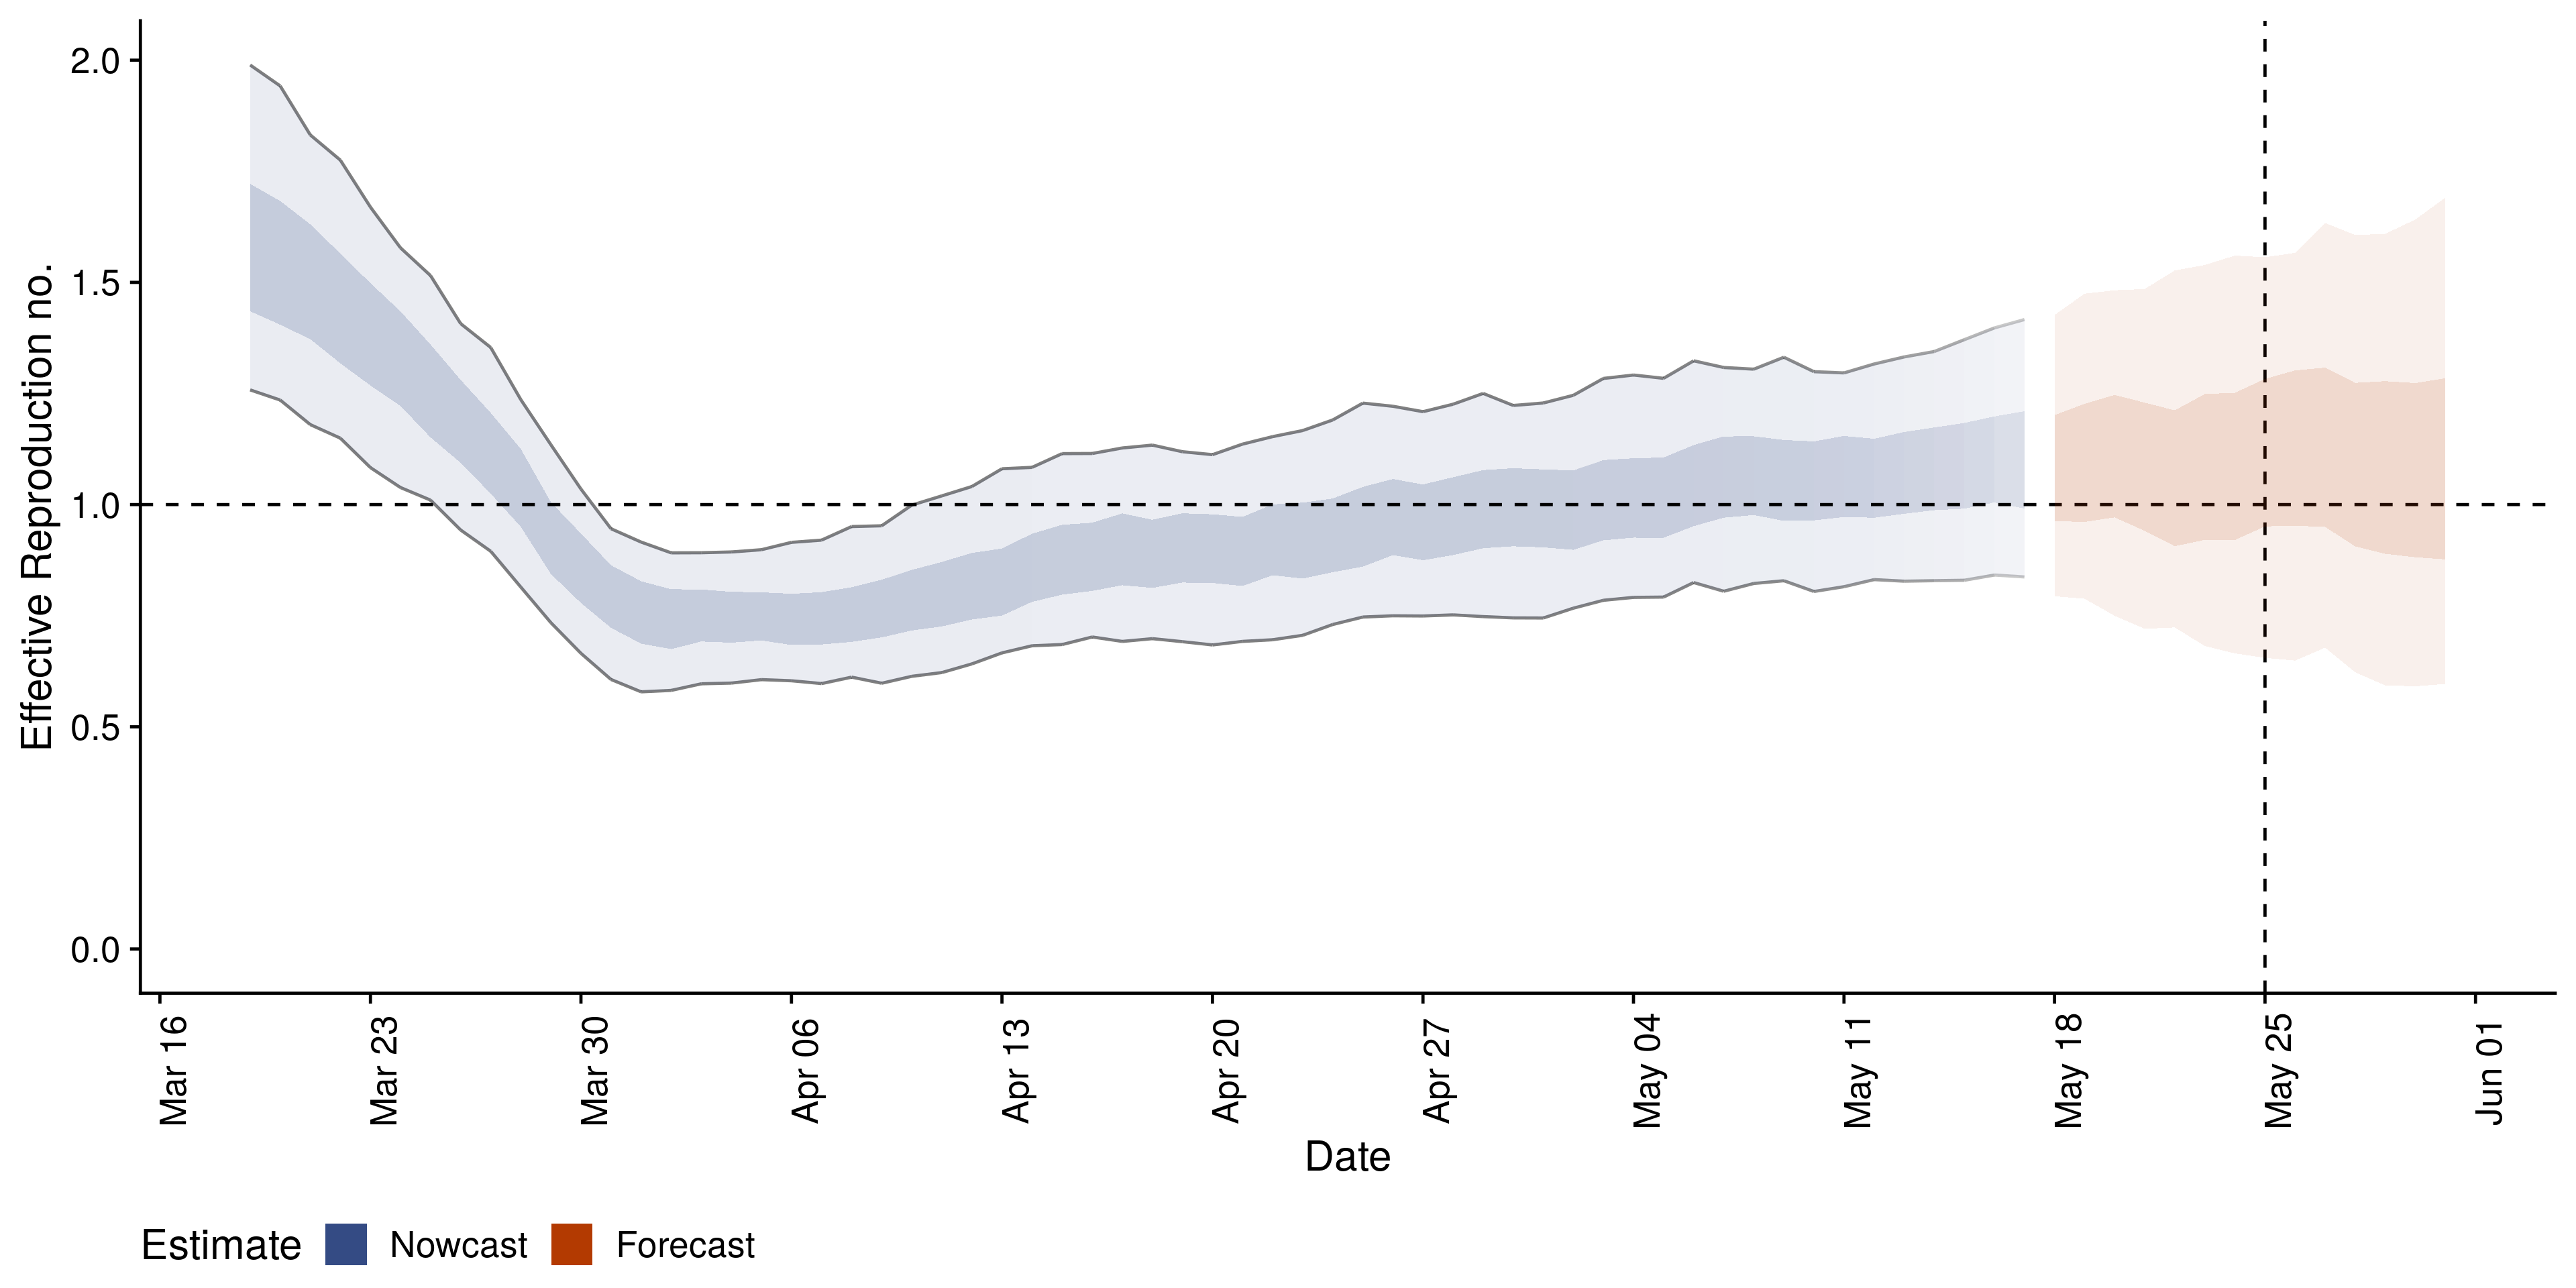 Effective Reproduction no.
2.0
1.5
1.0
0.5
0.0
Mar 16
Mar 23
Mar 30
Apr 06
Apr 13
Apr 20
Apr 27
May 04
May 11
May 18
May 25
Jun 01
Date
Estimate Nowcast Forecast